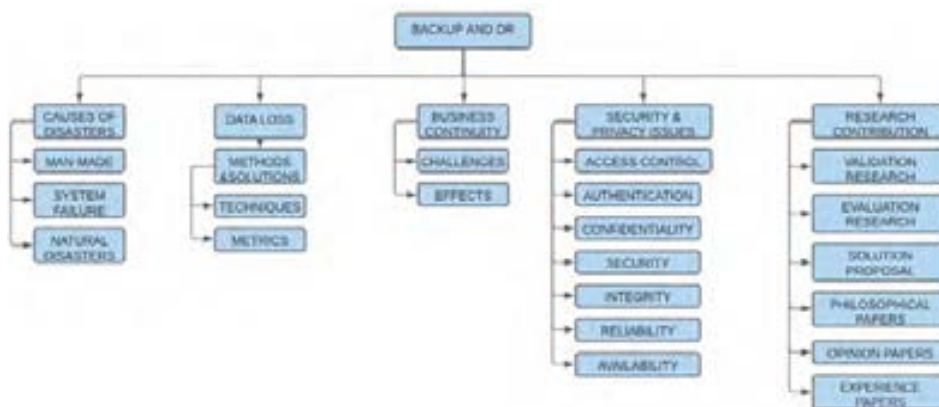 BACKUP AND DR
CAUSES OF
DISASTERS
MAN-MADE
SYSTEM
FAILURE
NATURAL
DISASTERS
DATA LOSS
METHODS
&SOLUTIONS
TECHNIQUES
METRICS
BUSINESS
CONTINUITY
CHALLENGES
EFFECTS
SECURITY &
PRIVACY ISSUES
ACCESS CONTROL
AUTHENTICATION
CONFIDENTIALITY
SECURITY
INTEGRITY
RELIABILITY
AVAILABILITY
RESEARCH
CONTRIBUTION
VALIDATION
RESEARCH
EVALUATION
RESEARCH
SOLUTION
PROPOSAL
PHILOSOPHICAL
PAPERS
OPINION PAPERS
EXPERIENCE
PAPERS